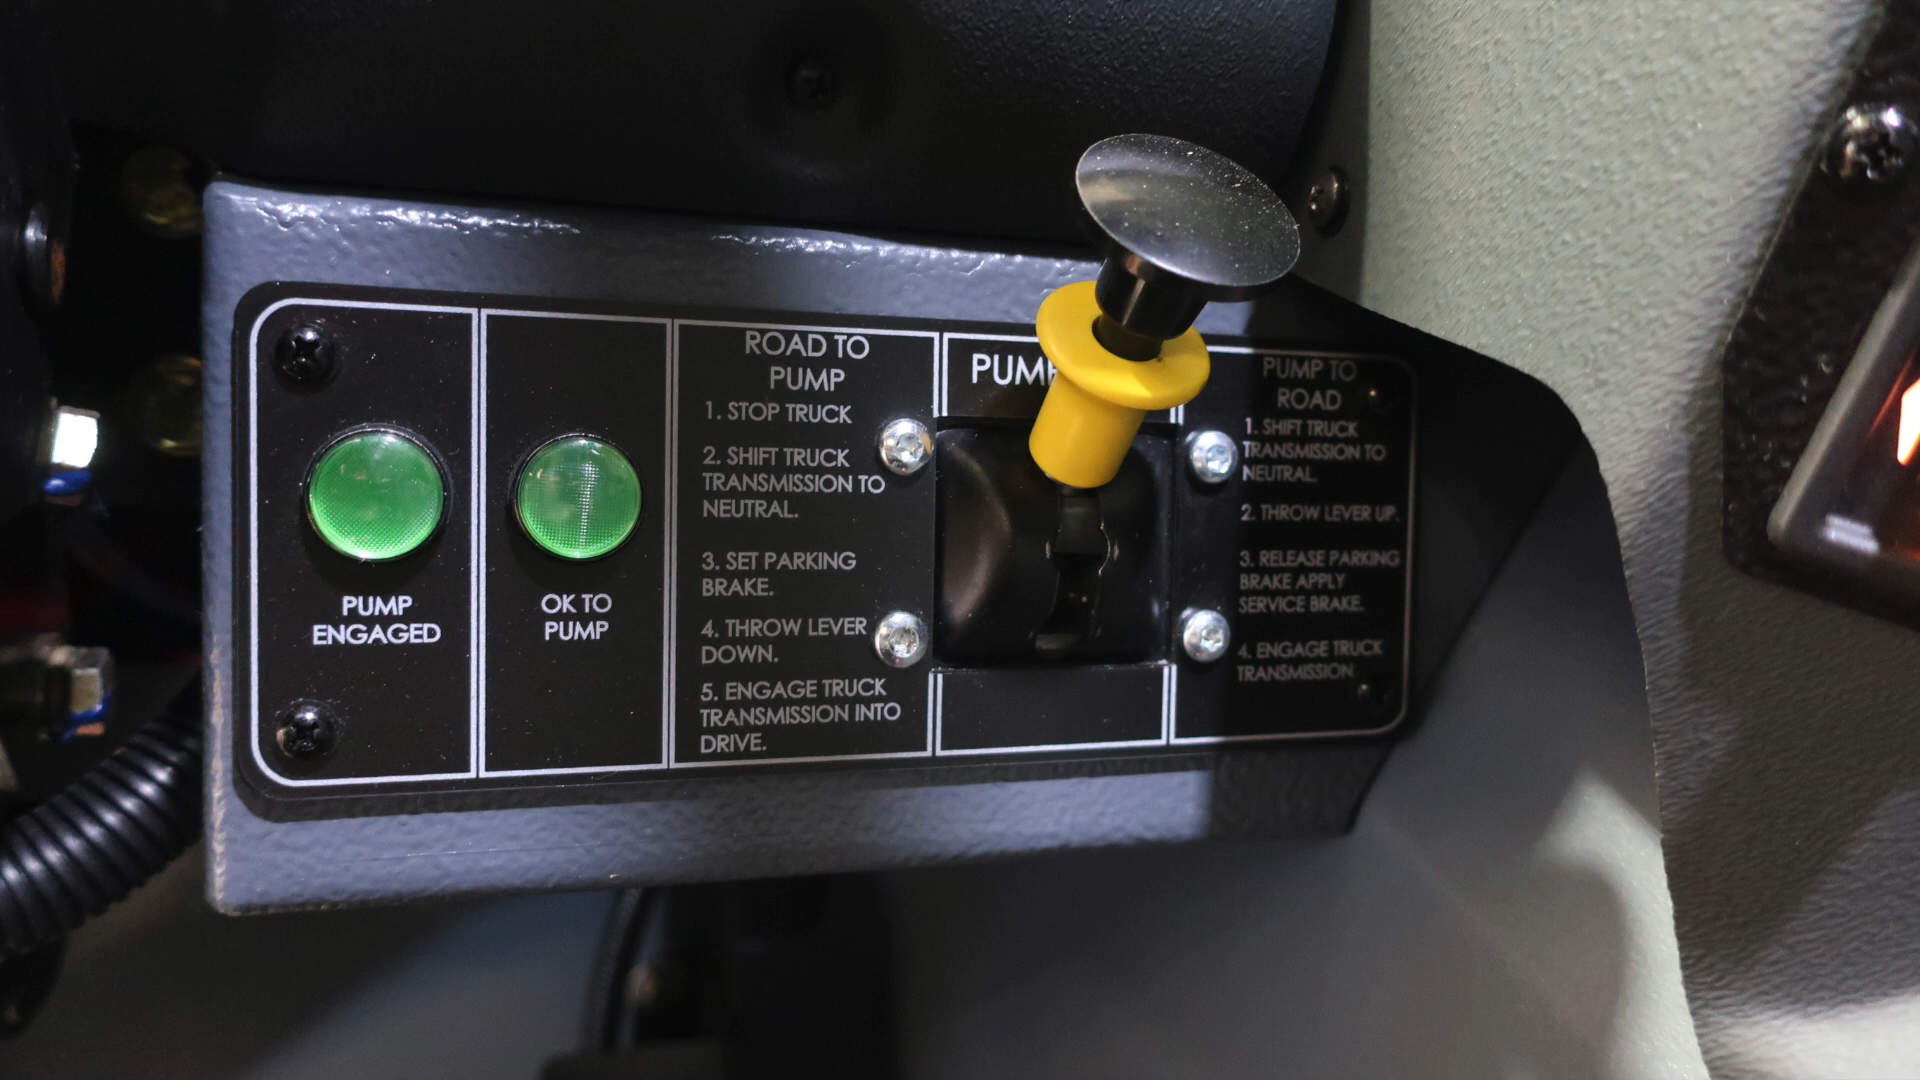 PUMP
ENGAGED
OK TO
PUMP
ROAD TO
PUMP
1. STOP TRUCK
2. SHIFT TRUCK
TRANSMISSION TO
NEUTRAL.
3. SET PARKING
BRAKE.
4. THROW LEVER
DOWN.
5. ENGAGE TRUCK
TRANSMISSION INTO
DRIVE.
PUMP
PUMP TO
ROAD
1. SHIFT TRUCK
TRANSMISSION TO
NEUTRAL.
2. THROW LEVER UP.
3. RELEASE PARKING
BRAKE APPLY
SERVICE BRAKE.
4. ENGAGE TRUCK
TRANSMISSION.